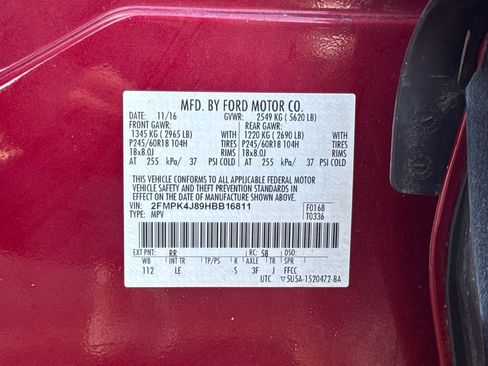 MFD. BY FORD MOTOR CO.
DATE: 11/16 GVWR: 2549 KG ( 5620 LB)
FRONT GAWR: REAR GAWR:
1345 KG ( 2965 LB) WITH 1220 KG ( 2690 LB) WITH
P245/60R18 104H TIRES P245/60R18 104H TIRES
18x8.0J RIMS 18x8.0J RIMS
AT 255 kPa/ 37 PSI COLD AT 255 kPa/ 37 PSI COLD
THIS VEHICLE CONFORMS TO ALL APPLICABLE FEDERAL MOTOR
VEHICLE SAFETY AND THEFT PREVENTION STANDARDS IN
EFFECT ON THE DATE OF MANUFACTURE SHOWN ABOVE.
VIN: 2FMPK4J89HBB16811 F0168
TYPE: MPV T0336
EXT PNT: RR RC: 58 DSO:
WB INT TR TP/PS R AXLE TR SPR
112 LE S 3F J FFCC
UTC ▽5U5A-1520472-BA